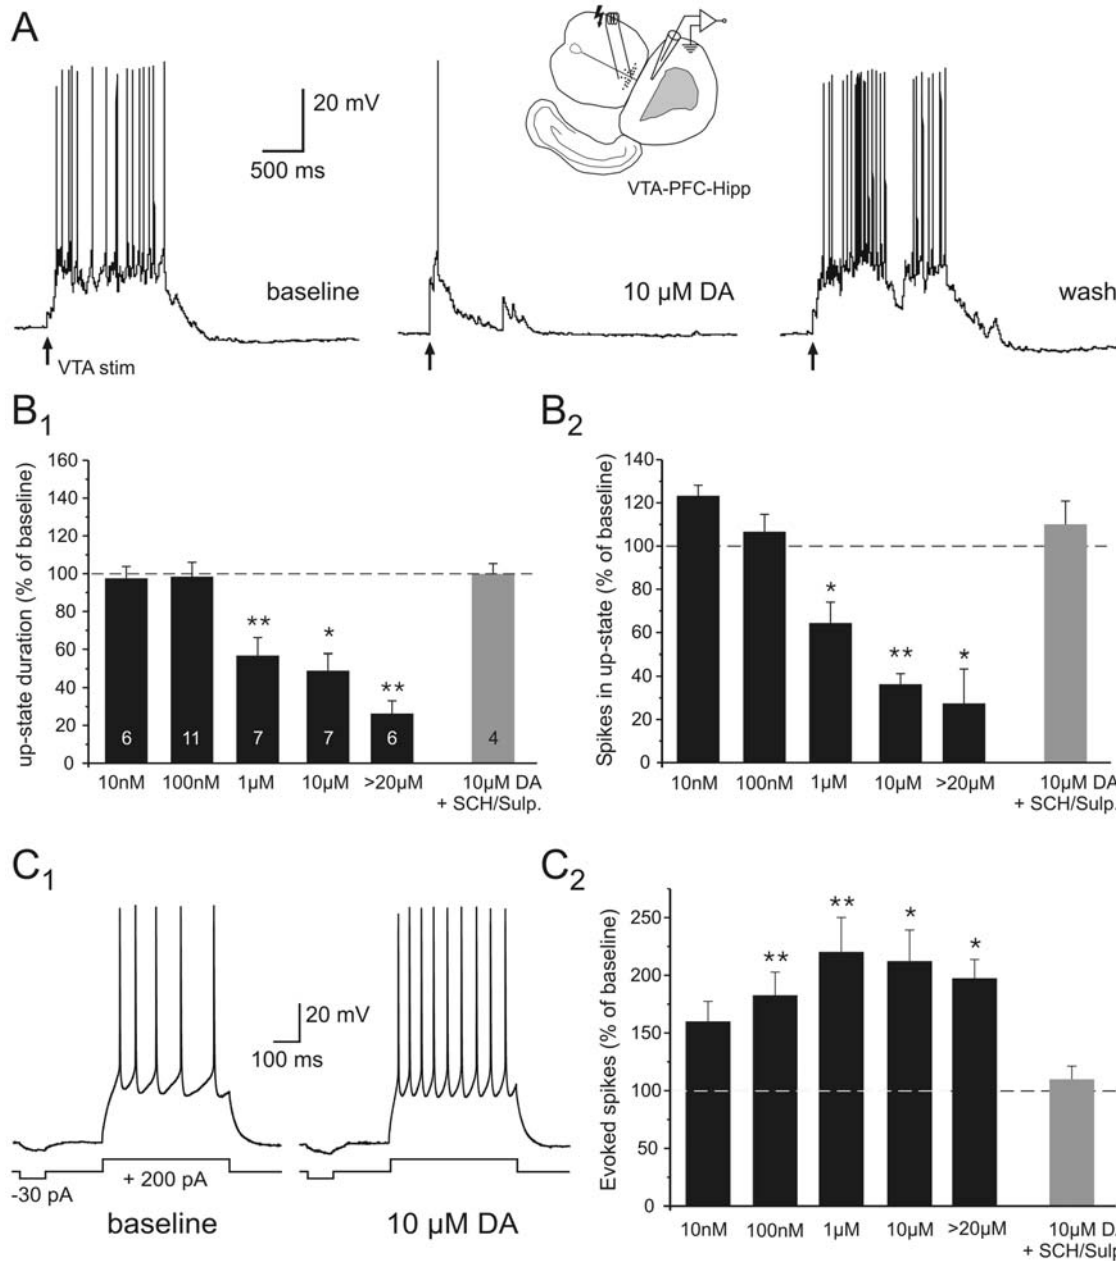 A
20 mV
500 ms
VTA-PFC-Hipp
baseline
10 µM DA
wash
VTA stim
B1
up-state duration (% of baseline)
160
140
120
100
80
60
40
20
0
**
*
**
6
11
7
7
6
4
10nM
100nM
1µM
10µM
>20µM
10µM DA
+ SCH/Sulp.
B2
Spikes in up-state (% of baseline)
140
120
100
80
60
40
20
0
*
**
*
10nM
100nM
1µM
10µM
>20µM
10µM DA
+ SCH/Sulp.
C1
20 mV
100 ms
-30 pA
+ 200 pA
baseline
10 µM DA
C2
Evoked spikes (% of baseline)
250
200
150
100
50
0
**
**
*
*
10nM
100nM
1µM
10µM
>20µM
10µM D
+ SCH/Sulp